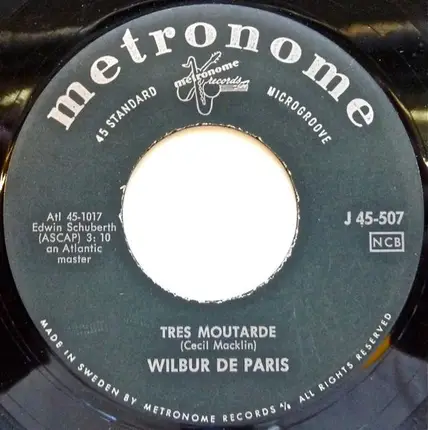 metronome
45 STANDARD
metronome
records
MICROGROOVE
Atl 45-1017
Edwin Schuberth
(ASCAP) 3:10
an Atlantic
master
J 45-507
NCB
TRES MOUTARDE
(Cecil Macklin)
WILBUR DE PARIS
MADE IN SWEDEN BY METRONOME RECORDS A/S ALL RIGHTS RESERVED